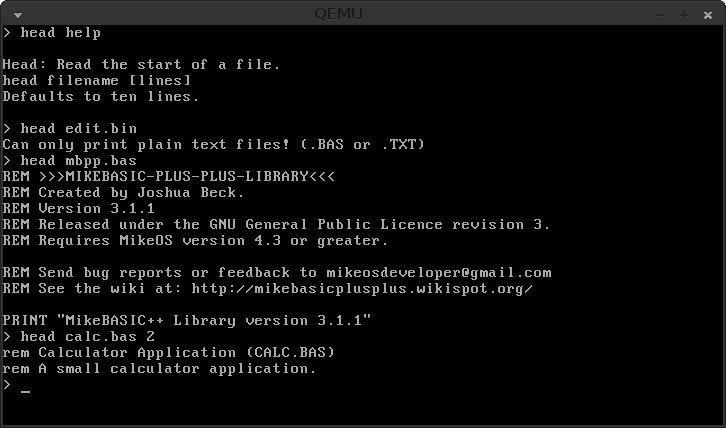 QEMU
> head help
Head: Read the start of a file.
head filename [lines]
Defaults to ten lines.
> head edit.bin
Can only print plain text files! (.BAS or .TXT)
> head mbpp.bas
REM >>>MIKEBASIC-PLUS-PLUS-LIBRARY<<<
REM Created by Joshua Beck.
REM Version 3.1.1
REM Released under the GNU General Public Licence revision 3.
REM Requires MikeOS version 4.3 or greater.
REM Send bug reports or feedback to mikeosdeveloper@gmail.com
REM See the wiki at: http://mikebasicplusplus.wikispot.org/
PRINT "MikeBASIC++ Library version 3.1.1"
> head calc.bas 2
rem Calculator Application (CALC.BAS)
rem A small calculator application.
> _